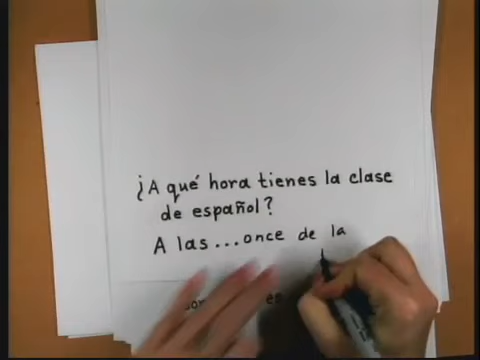 ¿A qué hora tienes la clase
de español?
A las...once de la